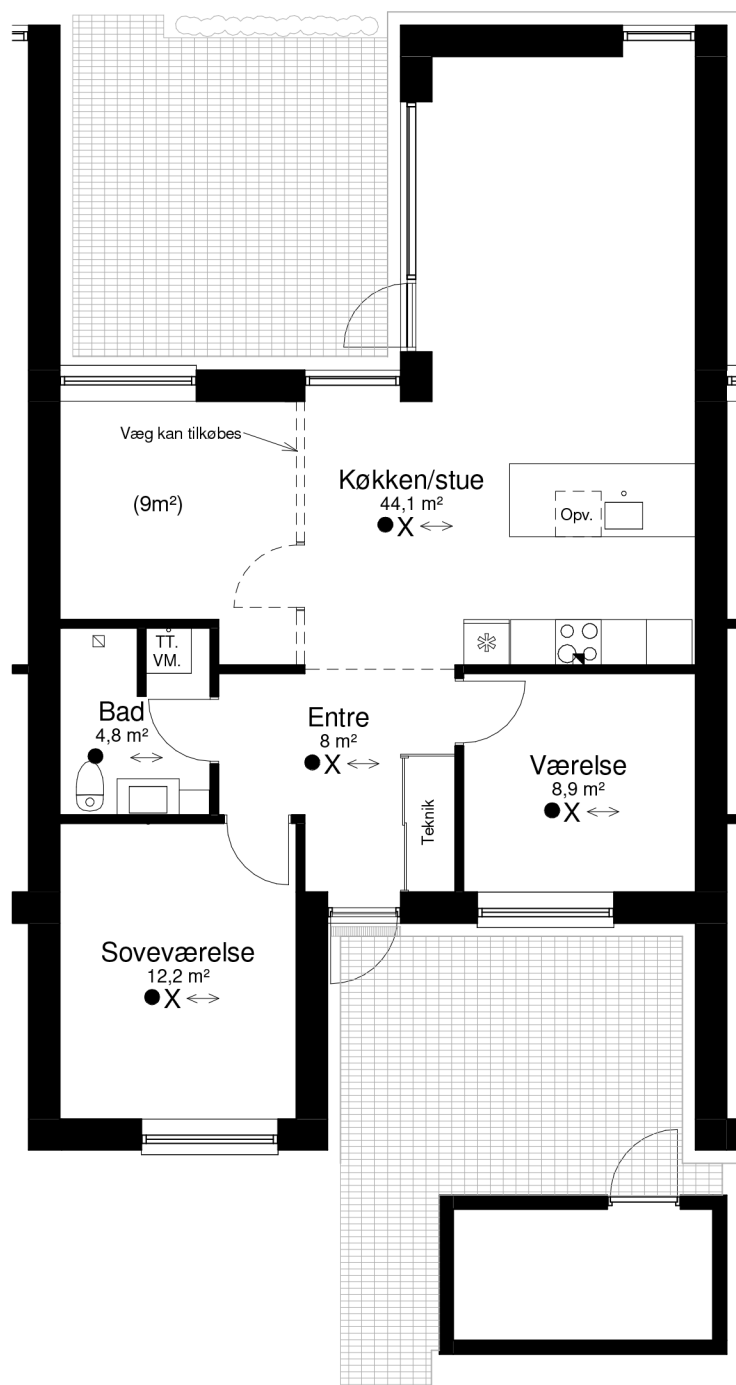 Væg kan tilkøbes
(9m²)
Køkken/stue
44,1 m²
X
Opv.
TT.
VM.
Bad
4,8 m²
Entre
8 m²
X
Værelse
8,9 m²
X
Teknik
Soveværelse
12,2 m²
X